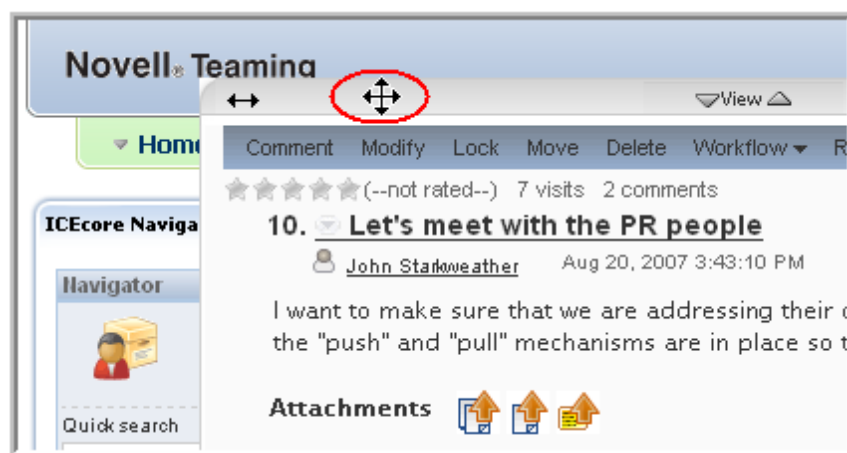 Novell® Teaming
View
Home
Comment Modify Lock Move Delete Workflow
(--not rated--) 7 visits 2 comments
ICEcore Naviga
10. Let's meet with the PR people
John Starkweather Aug 20, 2007 3:43:10 PM
Navigator
I want to make sure that we are addressing their
the "push" and "pull" mechanisms are in place so
Attachments
Quick search